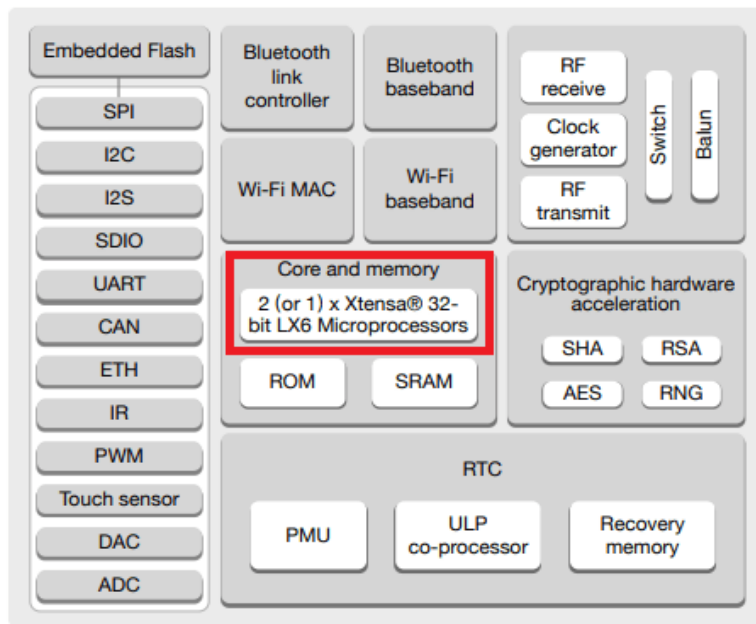 Embedded Flash
SPI
I2C
I2S
SDIO
UART
CAN
ETH
IR
PWM
Touch sensor
DAC
ADC
Bluetooth
link
controller
Bluetooth
baseband
Wi-Fi MAC
Wi-Fi
baseband
RF
receive
Clock
generator
RF
transmit
Switch
Balun
Core and memory
2 (or 1) x Xtensa® 32-
bit LX6 Microprocessors
ROM
SRAM
Cryptographic hardware
acceleration
SHA
RSA
AES
RNG
RTC
PMU
ULP
co-processor
Recovery
memory